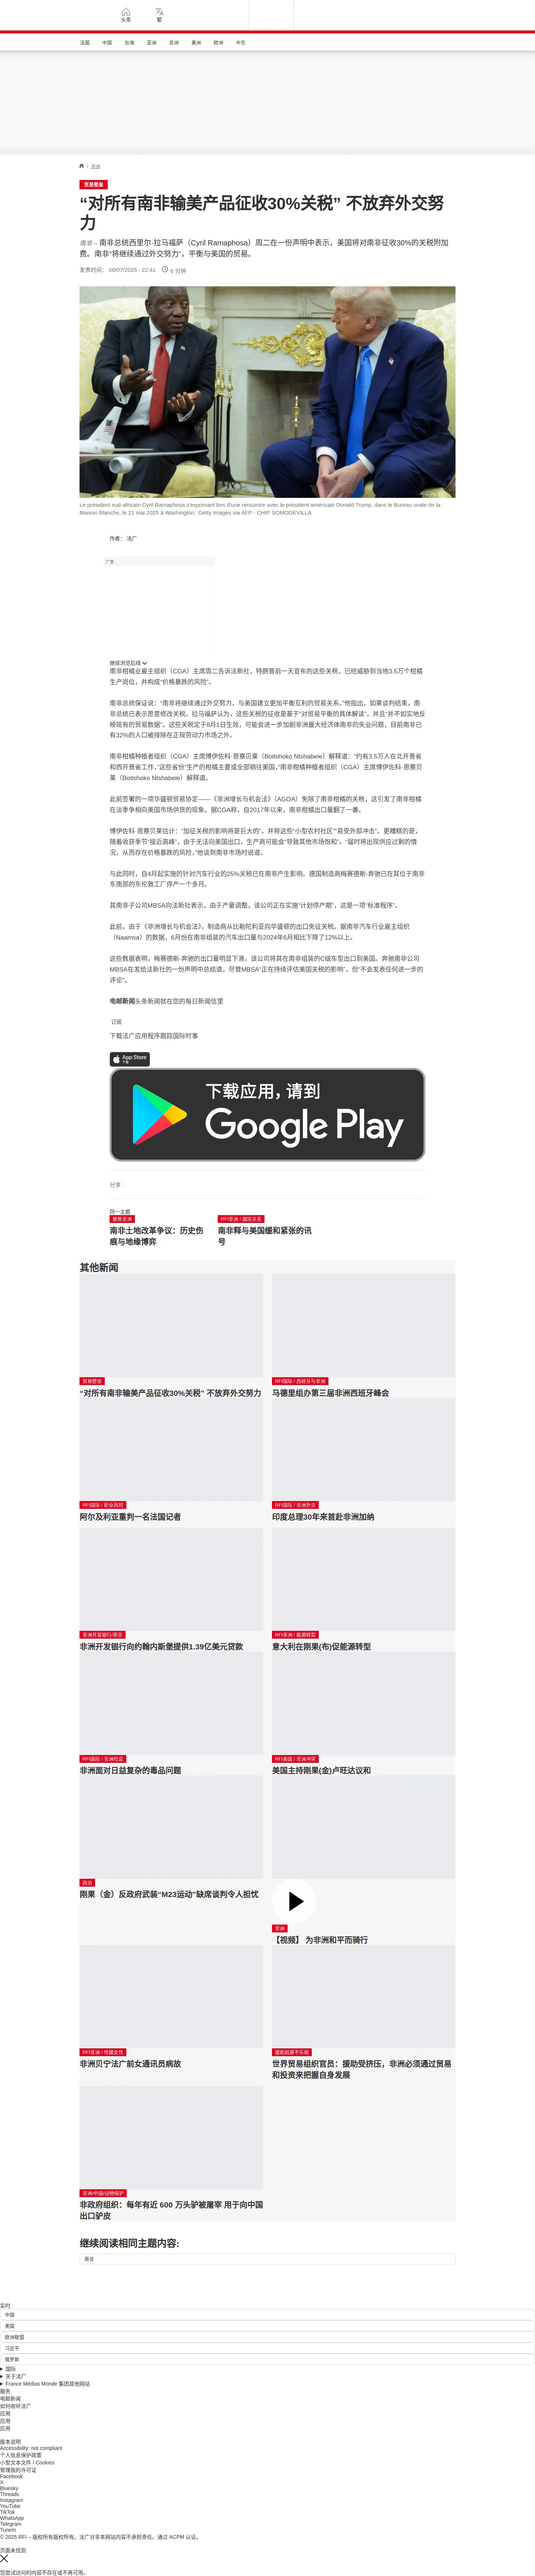 头条
繁
法国
中国
台海
亚洲
非洲
美洲
欧洲
中东
/ 非洲
贸易壁垒
“对所有南非输美产品征收30%关税” 不放弃外交努
力
南非 – 南非总统西里尔·拉马福萨（Cyril Ramaphosa）周二在一份声明中表示，美国将对南非征收30%的关税附加
费。南非“将继续通过外交努力”，平衡与美国的贸易。
发表时间： 08/07/2025 - 22:41
6 分钟
Le président sud-africain Cyril Ramaphosa s'exprimant lors d'une rencontre avec le président américain Donald Trump, dans le Bureau ovale de la
Maison Blanche, le 21 mai 2025 à Washington. Getty Images via AFP - CHIP SOMODEVILLA
作者： 法广
广告
继续浏览后续
南非柑橘业雇主组织（CGA）主席周二告诉法新社，特朗普前一天宣布的这些关税，已经威胁到当地3.5万个柑橘
生产岗位，并构成“价格暴跌的风险”。
南非总统保证说：“南非将继续通过外交努力，与美国建立更加平衡互利的贸易关系。”他指出，如果谈判结束，南
非总统已表示愿意修改关税。拉马福萨认为，这些关税的征收是基于“对贸易平衡的具体解读”，并且“并不如实地反
映现有的贸易数据”。这些关税定于8月1日生效，可能会进一步加剧非洲最大经济体南非的失业问题，目前南非已
有32%的人口被排除在正规劳动力市场之外。
南非柑橘种植者组织（CGA）主席博伊佐科·恩察贝莱（Boitshoko Ntshabele）解释道：“约有3.5万人在北开普省
和西开普省工作，”这些省份“生产的柑橘主要或全部销往美国，”南非柑橘种植者组织（CGA）主席博伊佐科·恩察贝
莱（Boitshoko Ntshabele）解释道。
此前签署的一项华盛顿贸易协定——《非洲增长与机会法》（AGOA）免除了南非柑橘的关税，这引发了南非柑橘
在淡季争相向美国市场供货的现象。据CGA称，自2017年以来，南非柑橘出口量翻了一番。
博伊佐科·恩察贝莱估计：“加征关税的影响将是巨大的”，并称这些“小型农村社区”“易受外部冲击”。更糟糕的是，
随着收获季节“接近高峰”，由于无法向美国出口，生产商可能会“导致其他市场饱和”。“届时将出现供应过剩的情
况，从而存在价格暴跌的风险，”他谈到南非市场时说道。
与此同时，自4月起实施的针对汽车行业的25%关税已在南非产生影响。德国制造商梅赛德斯-奔驰已在其位于南非
东南部的东伦敦工厂停产一个多月。
其南非子公司MBSA向法新社表示，由于产量调整，该公司正在实施“计划停产期”，这是一项“标准程序”。
此前，由于《非洲增长与机会法》，制造商从比勒陀利亚向华盛顿的出口免征关税。据南非汽车行业雇主组织
（Naamsa）的数据，6月份在南非组装的汽车出口量与2024年6月相比下降了12%以上。
这些数据表明，梅赛德斯-奔驰的出口量明显下滑，该公司将其在南非组装的C级车型出口到美国。奔驰南非公司
MBSA在发给法新社的一份声明中总结道，尽管MBSA“正在持续评估美国关税的影响”，但“不会发表任何进一步的
评论”。
电邮新闻头条新闻就在您的每日新闻信里
订阅
下载法广应用程序跟踪国际时事
App Store
下载
下载应用，请到
Google Play
分享 :
同一主题
聚焦非洲
南非土地改革争议：历史伤
痕与地缘博弈
RFI非洲 / 国际关系
南非释与美国缓和紧张的讯
号
其他新闻
贸易壁垒
“对所有南非输美产品征收30%关税” 不放弃外交努力
RFI国际 / 西班牙与非洲
马德里组办第三届非洲西班牙峰会
RFI国际 / 职业风险
阿尔及利亚重判一名法国记者
RFI国际 / 非洲外交
印度总理30年来首赴非洲加纳
非洲开发银行/南非
非洲开发银行向约翰内斯堡提供1.39亿美元贷款
RFI非洲 / 能源转型
意大利在刚果(布)促能源转型
RFI国际 / 非洲社会
非洲面对日益复杂的毒品问题
RFI美国 / 非洲冲突
美国主持刚果(金)卢旺达议和
政治
刚果（金）反政府武装“M23运动”缺席谈判令人担忧
非洲
【视频】 为非洲和平而骑行
RFI非洲 / 传媒女性
非洲贝宁法广前女通讯员病故
援助前景不乐观
世界贸易组织官员：援助受挤压，非洲必须通过贸易
和投资来把握自身发展
非洲/中国/动物保护
非政府组织：每年有近 600 万头驴被屠宰 用于向中国
出口驴皮
继续阅读相同主题内容:
南非
实时
中国
美国
欧洲联盟
习近平
俄罗斯
国际
关于法广
France Médias Monde 集团其他网站
服务
电邮新闻
如何收听法广
应用
应用
应用
版本说明
Accessibility: not compliant
个人信息保护政策
小型文本文件 / Cookies
管理我的许可证
Facebook
X
Bluesky
Threads
Instagram
YouTube
TikTok
WhatsApp
Telegram
TuneIn
© 2025 RFI – 版权所有版权所有。法广对非本网站内容不承担责任。通过 ACPM 认证。
页面未找到
您尝试访问的内容不存在或不再可用。